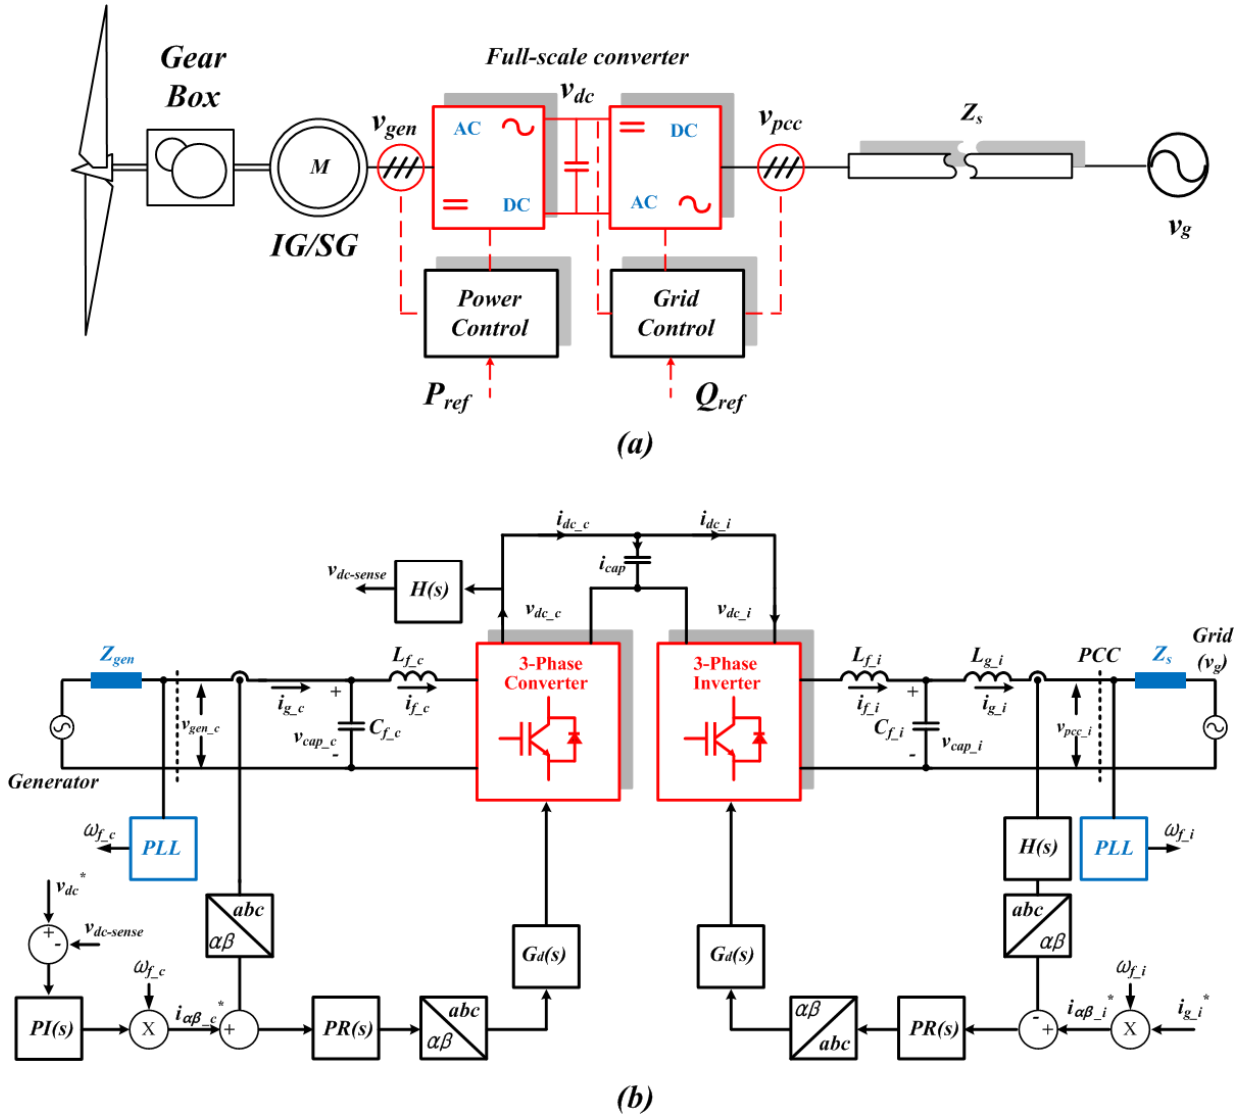 Gear
Box
Full-scale converter
v_gen
v_dc
v_pcc
Z_s
AC
DC
DC
AC
M
IG/SG
v_g
Power
Control
Grid
Control
P_ref
Q_ref
(a)
i_dc_c
i_dc_i
i_cap
v_dc-sense
H(s)
v_dc_c
v_dc_i
Z_gen
L_f_c
3-Phase
Converter
3-Phase
Inverter
L_f_i
L_g_i
PCC
Z_s
Grid
(v_g)
i_g_c
i_f_c
i_f_i
i_g_i
+
+
v_gen_c
C_f_c
v_cap_c
-
C_f_i
v_cap_i
-
v_pcc_i
Generator
ω_f_c
PLL
H(s)
PLL
ω_f_i
v_dc*
abc
αβ
abc
αβ
+
-
v_dc-sense
G_d(s)
G_d(s)
ω_f_c
ω_f_i
PI(s)
X
i_αβ_c*
+
PR(s)
abc
αβ
αβ
abc
PR(s)
-
+
i_αβ_i*
X
i_g_i*
(b)